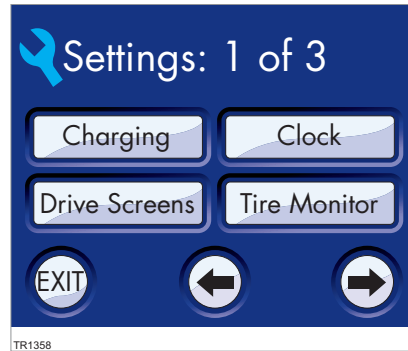 Settings: 1 of 3
Charging Clock
Drive Screens Tire Monitor
EXIT
TR1358